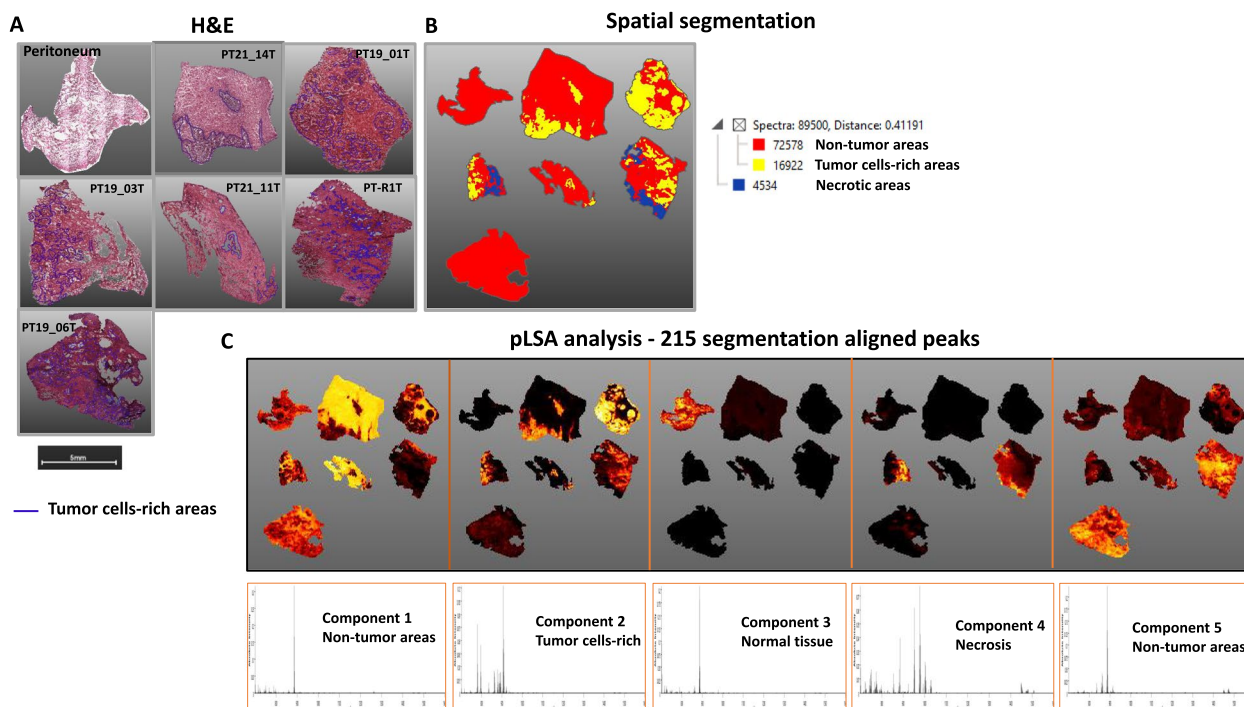 A
H&E
B
Spatial segmentation
Peritoneum
PT21_14T
PT19_01T
PT19_03T
PT21_11T
PT-R1T
PT19_06T
5mm
Tumor cells-rich areas
Spectra: 89500, Distance: 0.41191
72578 Non-tumor areas
16922 Tumor cells-rich areas
4534 Necrotic areas
C
pLSA analysis - 215 segmentation aligned peaks
Component 1
Non-tumor areas
Component 2
Tumor cells-rich
Component 3
Normal tissue
Component 4
Necrosis
Component 5
Non-tumor areas